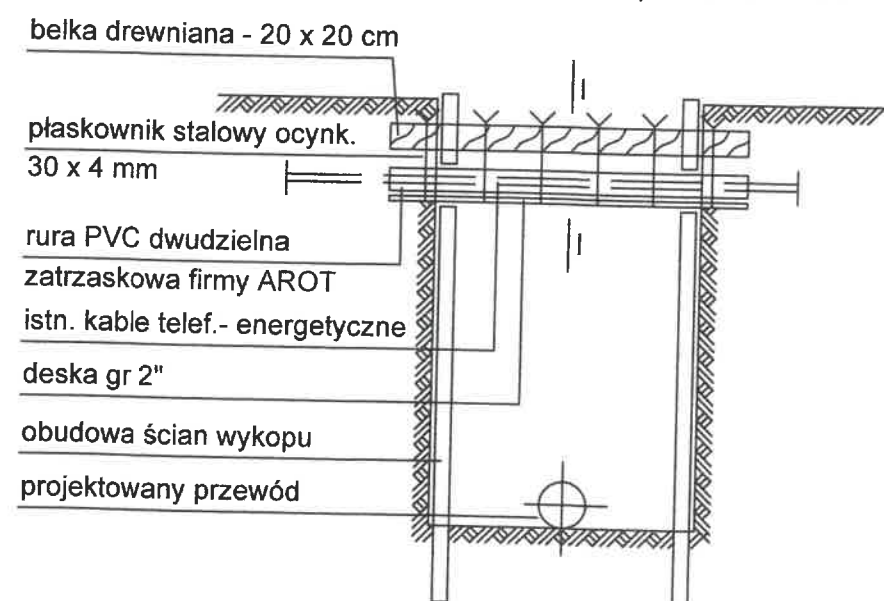 belka drewniana - 20 x 20 cm
płaskownik stalowy ocynk.
30 x 4 mm
rura PVC dwudzielna
zatrzaskowa firmy AROT
istn. kable telef.- energetyczne
deska gr 2"
obudowa ścian wykopu
projektowany przewód
I
I